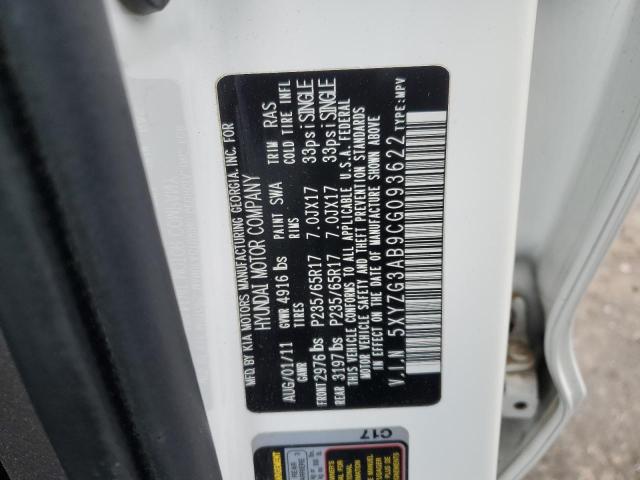 MFD BY KIA MOTORS MANUFACTURING GEORGIA, INC. FOR
HYUNDAI MOTOR COMPANY
AUG/01/11 GVWR 4916 lbs PAINT SWA TRIM RAS
GAWR TIRES RIMS COLD TIRE INFL
FRONT 2976 lbs P235/65R17 7.0JX17 33psi SINGLE
REAR 3197 lbs P235/65R17 7.0JX17 33psi SINGLE
THIS VEHICLE CONFORMS TO ALL APPLICABLE U.S.A. FEDERAL
MOTOR VEHICLE SAFETY AND THEFT PREVENTION STANDARDS
IN EFFECT ON THE DATE OF MANUFACTURE SHOWN ABOVE.
V.I.N 5XYZG3AB9CG093622 TYPE:MPV
C17
REAR
ARRIERE